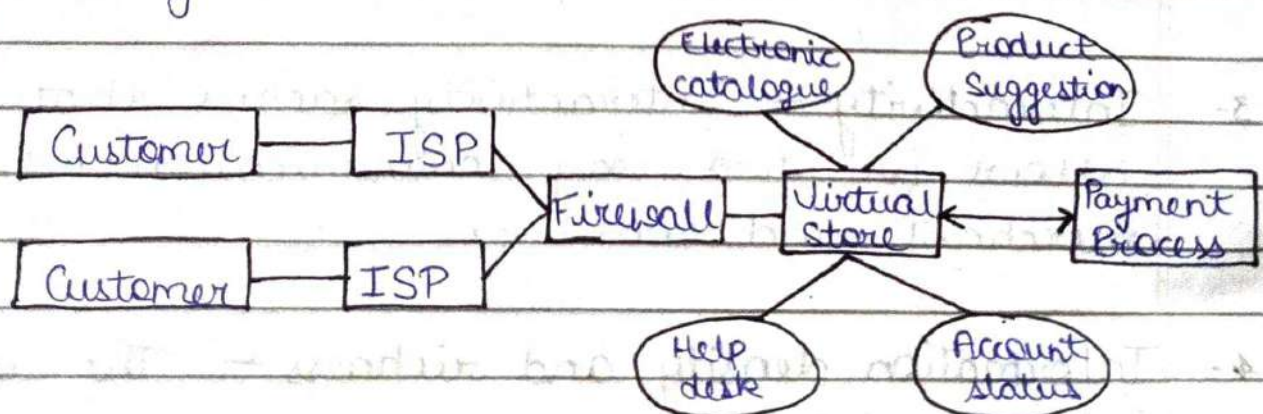 Electronic
catalogue
Product
Suggestion
Customer
ISP
Firewall
Virtual
Store
Payment
Process
Customer
ISP
Help
desk
Account
status